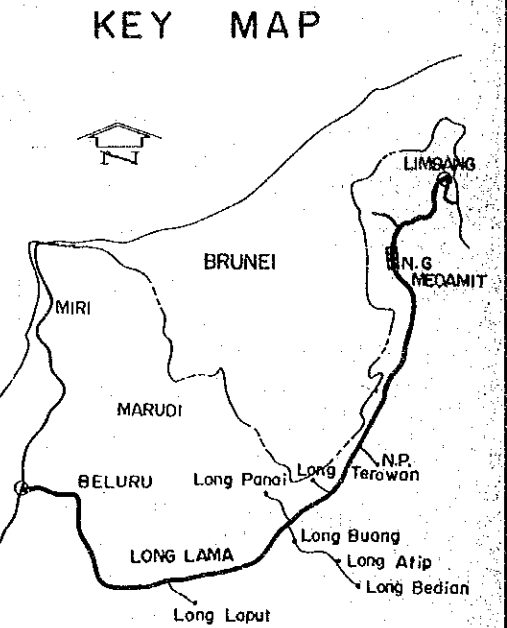 KEY MAP
N
LIMBANG
BRUNEI
N.G
MEDAMIT
MIRI
MARUDI
N.P.
BELURU
Long Panai
Long Terawan
Long Buang
LONG LAMA
Long Atip
Long Bedian
Long Laput